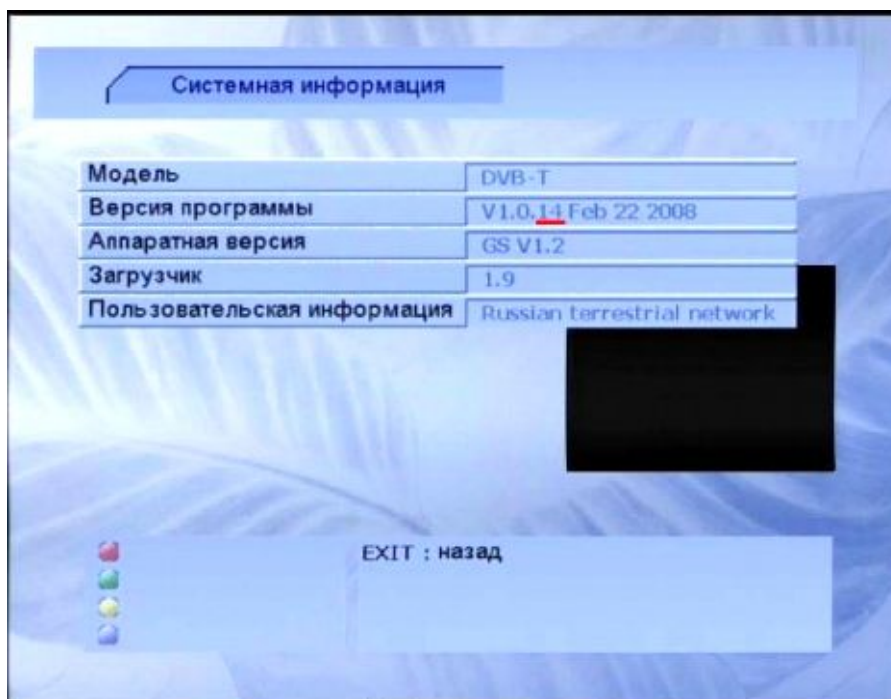 Системная информация
Модель DVB-T
Версия программы V1.0.14 Feb 22 2008
Аппаратная версия GS V1.2
Загрузчик 1.9
Пользовательская информация Russian terrestrial network
EXIT : назад